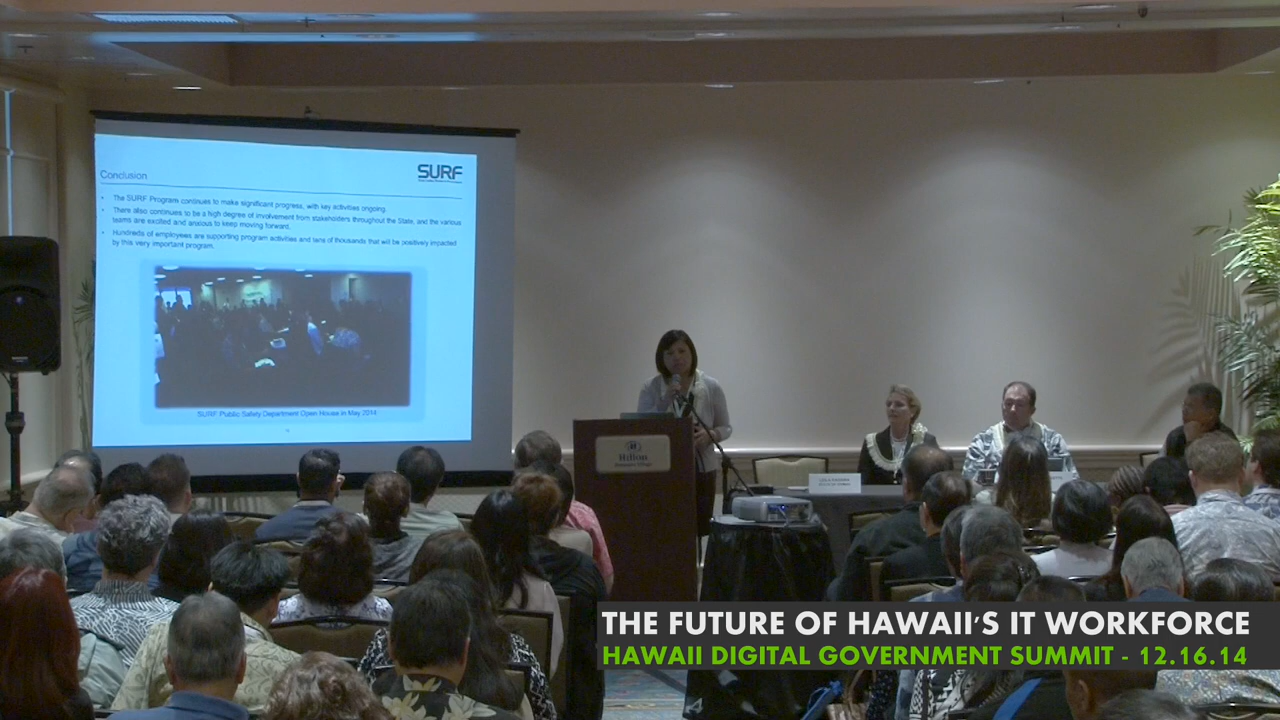 SURF
Conclusion
• The SURF Program continues to make significant progress, with key activities ongoing.
• There also continues to be a high degree of involvement from stakeholders throughout the State, and the various
teams are excited and anxious to keep moving forward.
• Hundreds of employees are supporting program activities and tens of thousands that will be positively impacted
by this very important program.
SURF Public Safety Department Open House in May 2014
Hilton
THE FUTURE OF HAWAII'S IT WORKFORCE
HAWAII DIGITAL GOVERNMENT SUMMIT - 12.16.14